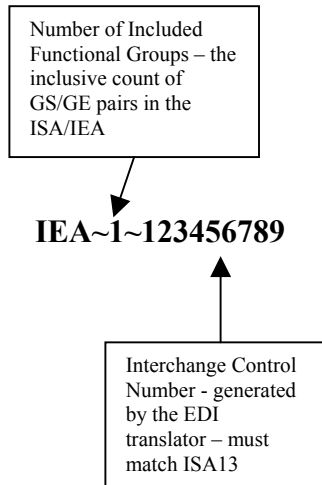 Number of Included
Functional Groups – the
inclusive count of
GS/GE pairs in the
ISA/IEA
IEA~1~123456789
Interchange Control
Number - generated
by the EDI
translator – must
match ISA13